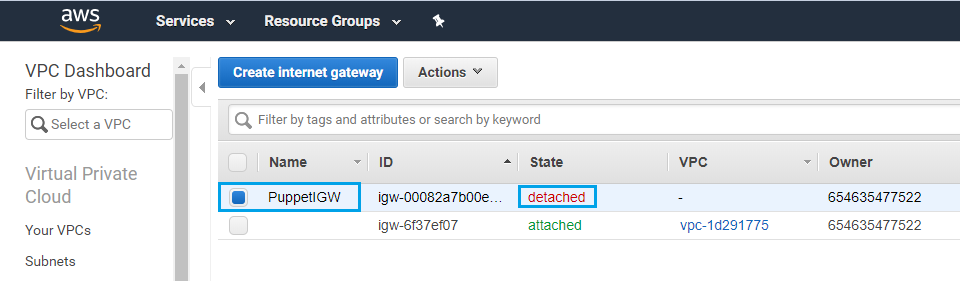 aws Services Resource Groups
VPC Dashboard
Filter by VPC:
Select a VPC
Virtual Private
Cloud
Your VPCs
Subnets
Create internet gateway Actions
Filter by tags and attributes or search by keyword
Name ID State VPC Owner
PuppetIGW igw-00082a7b00e... detached - 654635477522
igw-6f37ef07 attached vpc-1d291775 654635477522